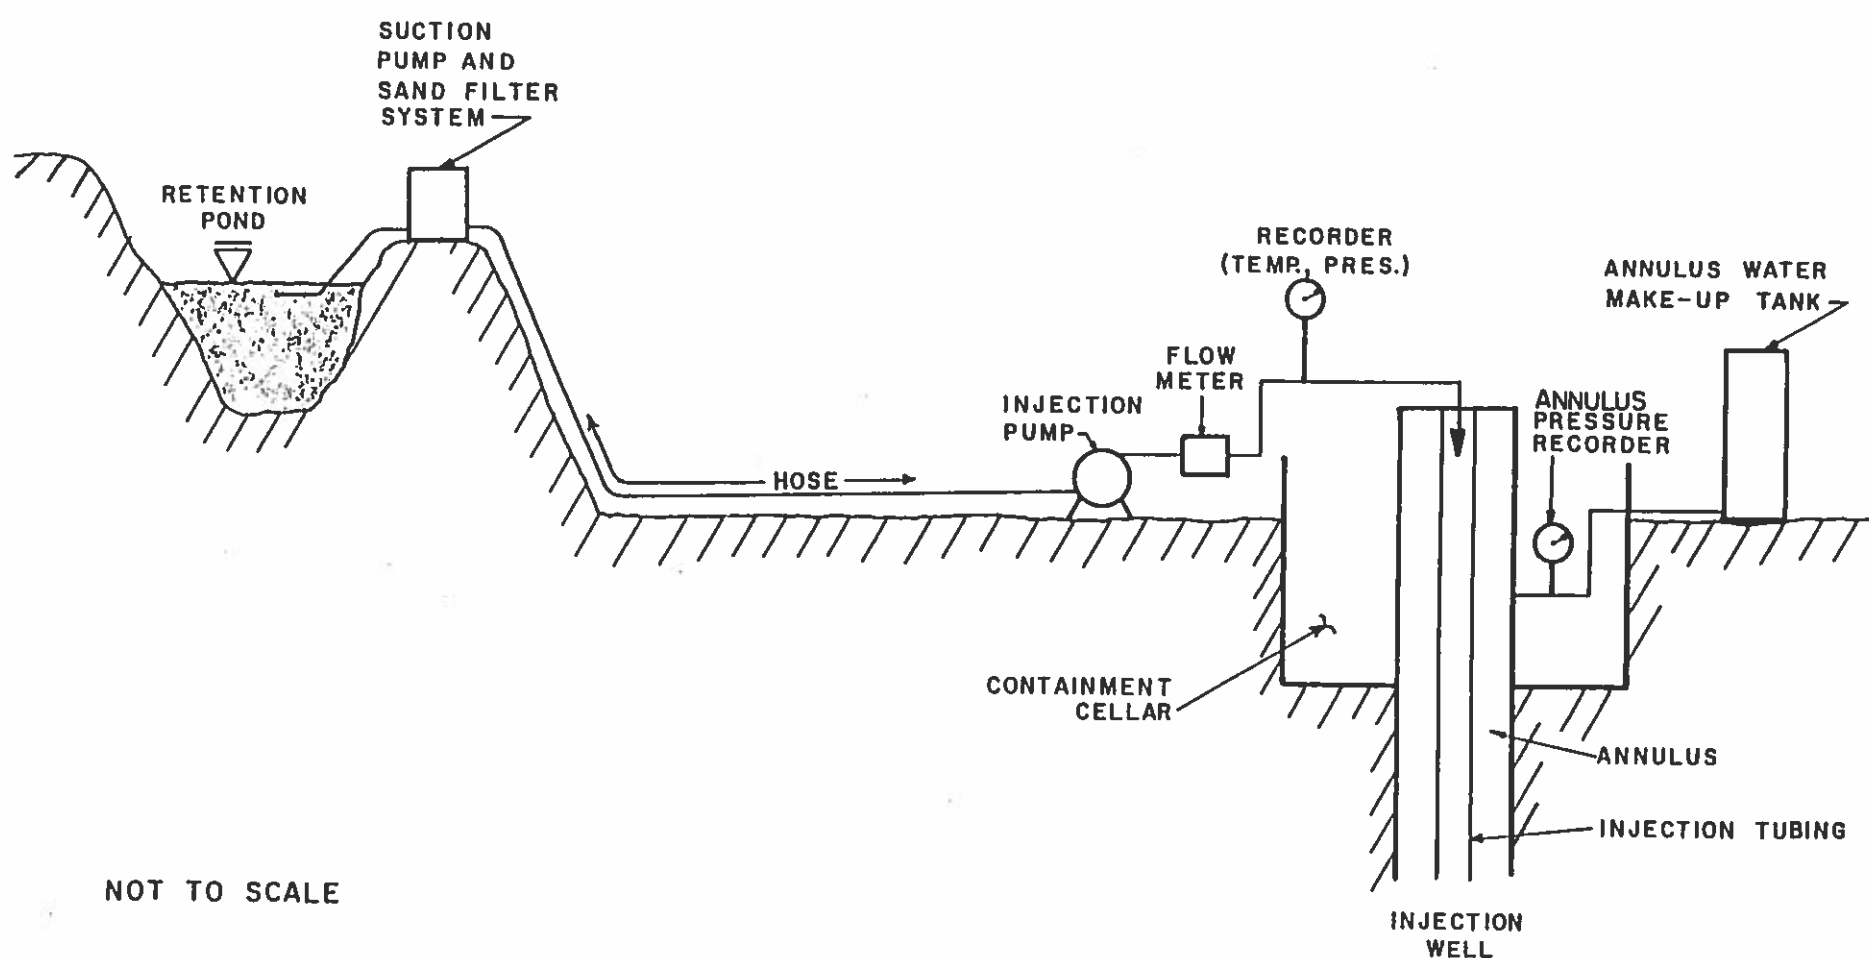 SUCTION
PUMP AND
SAND FILTER
SYSTEM
RETENTION
POND
RECORDER
(TEMP., PRES.)
ANNULUS WATER
MAKE-UP TANK
FLOW
METER
INJECTION
PUMP
ANNULUS
PRESSURE
RECORDER
HOSE
CONTAINMENT
CELLAR
ANNULUS
INJECTION TUBING
NOT TO SCALE
INJECTION
WELL